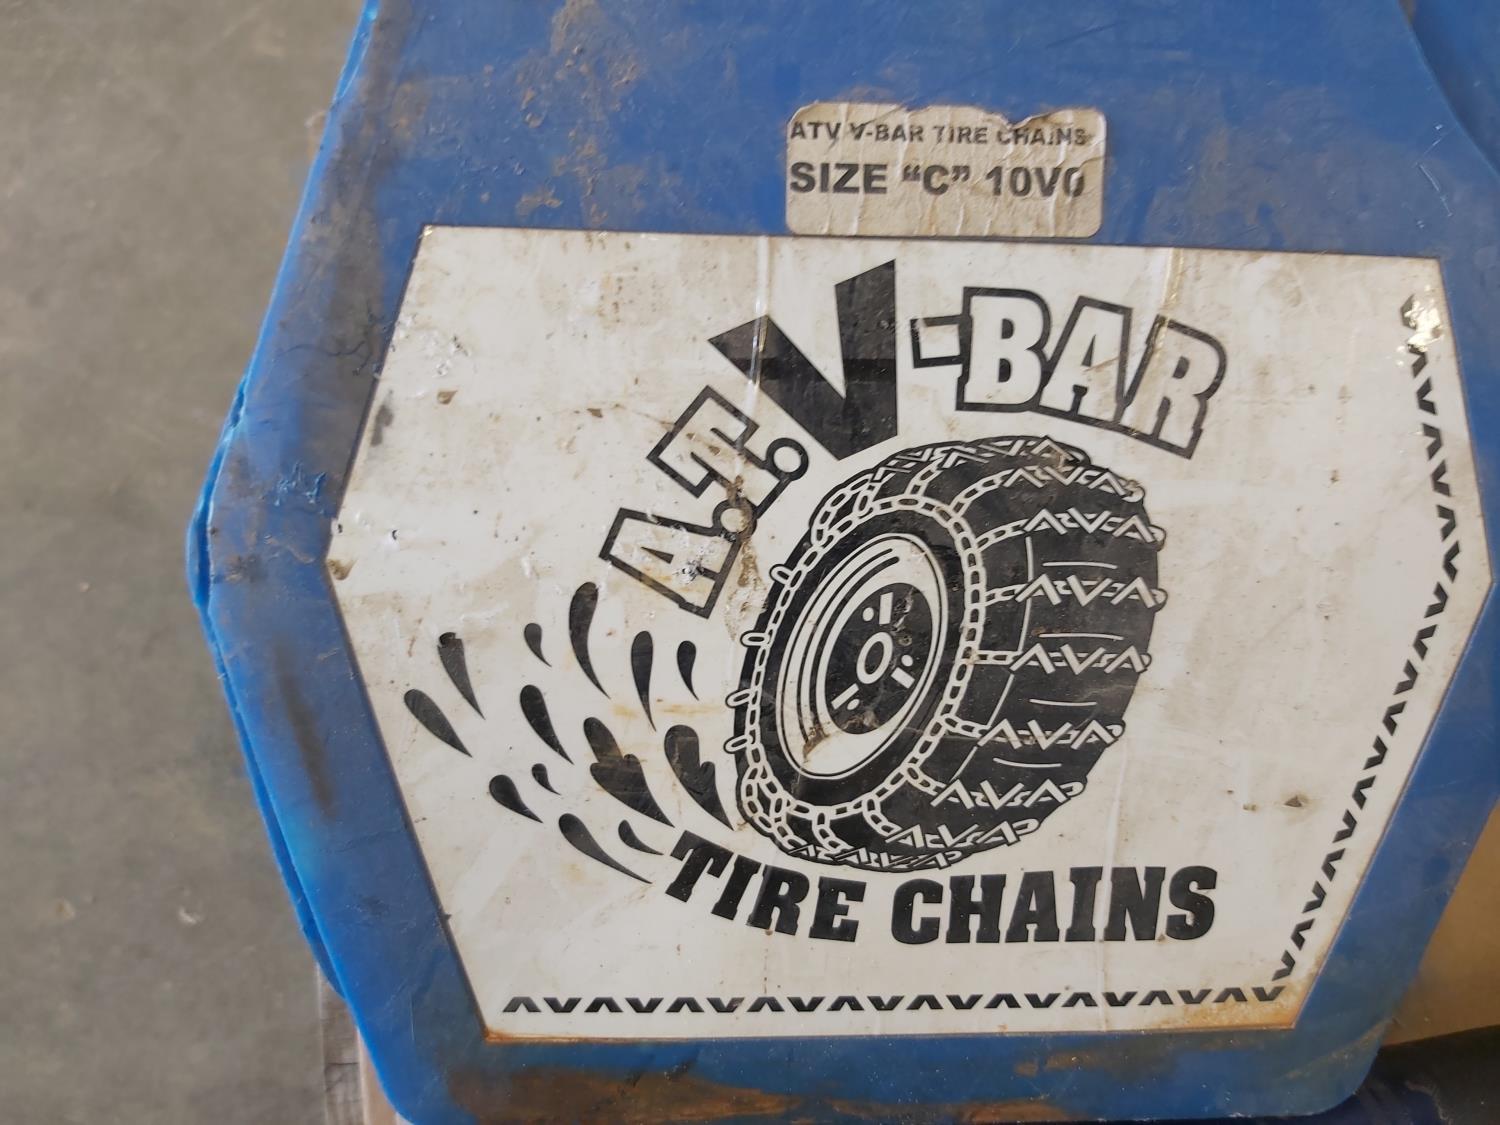 ATV V-BAR TIRE CHAINS
SIZE “C” 10V0
A.T.V-BAR
TIRE CHAINS